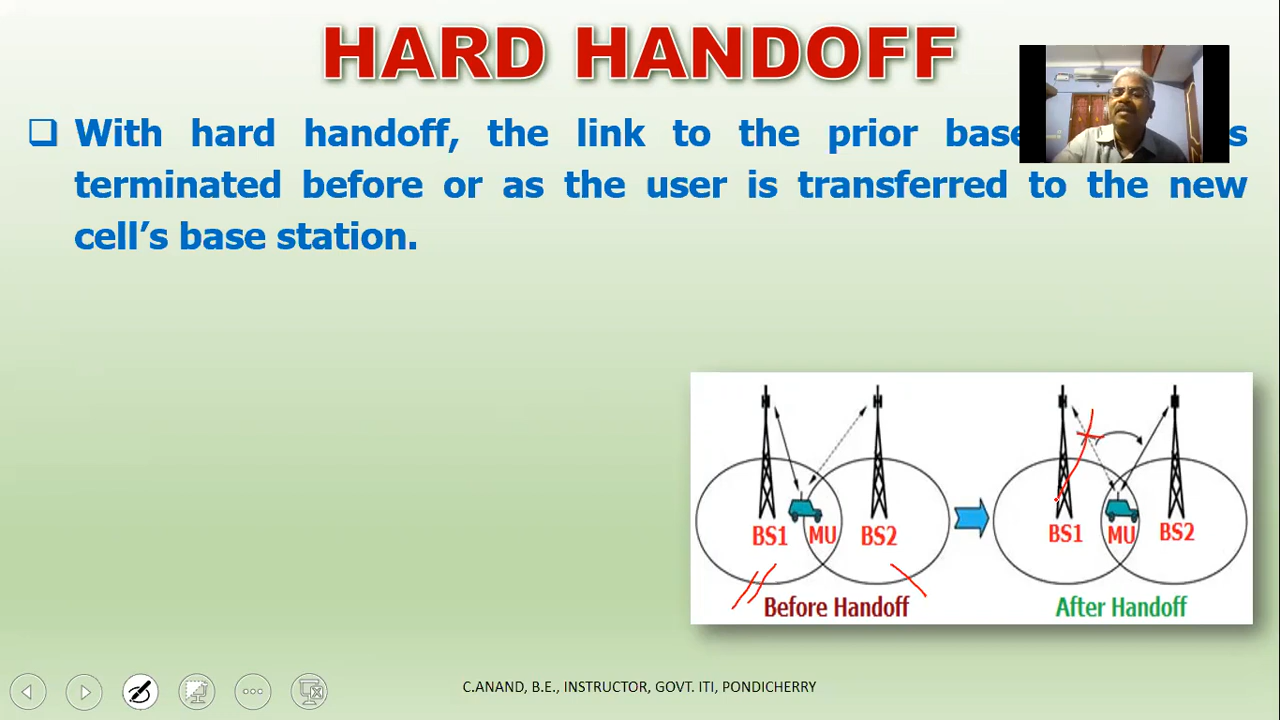 HARD HANDOFF
With hard handoff, the link to the prior base s
terminated before or as the user is transferred to the new
cell’s base station.
BS1 MU BS2
Before Handoff
BS1 MU BS2
After Handoff
C.ANAND, B.E., INSTRUCTOR, GOVT. ITI, PONDICHERRY